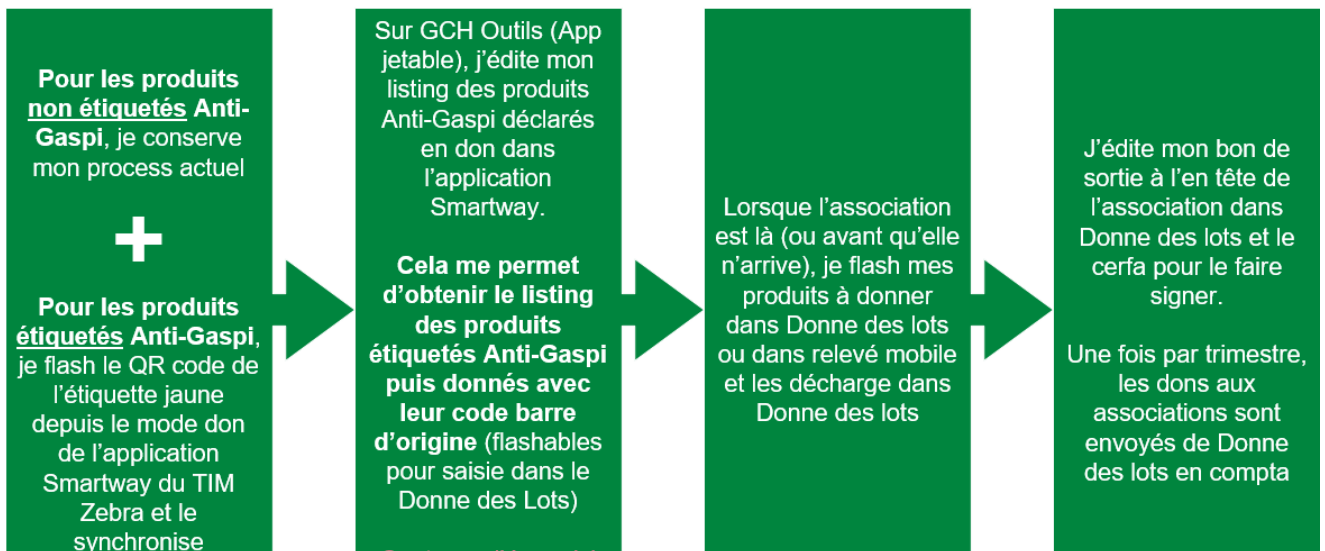 Pour les produits
non étiquetés Anti-
Gaspi, je conserve
mon process actuel
+
Pour les produits
étiquetés Anti-Gaspi,
je flash le QR code de
l’étiquette jaune
depuis le mode don
de l’application
Smartway du TIM
Zebra et le
synchronise
Sur GCH Outils (App
jetable), j’édite mon
listing des produits
Anti-Gaspi déclarés
en don dans
l’application
Smartway.
Cela me permet
d’obtenir le listing
des produits
étiquetés Anti-Gaspi
puis donnés avec
leur code barre
d’origine (flashables
pour saisie dans le
Donne des Lots)
Lorsque l’association
est là (ou avant qu’elle
n’arrive), je flash mes
produits à donner
dans Donne des lots
ou dans relevé mobile
et les décharge dans
Donne des lots
J’édite mon bon de
sortie à l’en tête de
l’association dans
Donne des lots et le
cerfa pour le faire
signer.
Une fois par trimestre,
les dons aux
associations sont
envoyés de Donne
des lots en compta